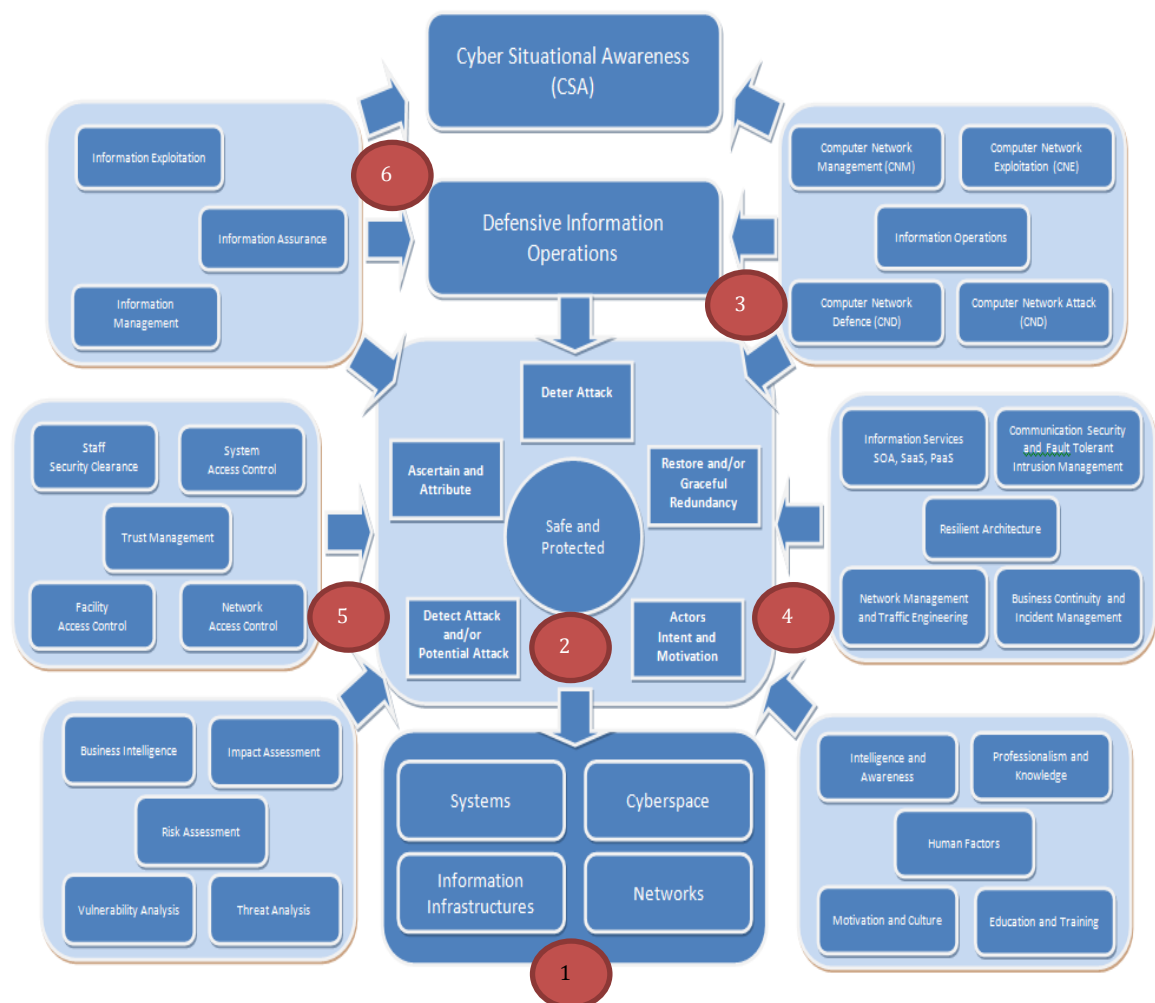 Cyber Situational Awareness
(CSA)
6
Information Exploitation
Information Assurance
Information
Management
Defensive Information
Operations
3
Computer Network
Management (CNM)
Computer Network
Exploitation (CNE)
Information Operations
Computer Network
Defence (CND)
Computer Network Attack
(CND)
Staff
Security Clearance
System
Access Control
Trust Management
Facility
Access Control
Network
Access Control
5
Deter Attack
Ascertain and
Attribute
Restore and/or
Graceful
Redundancy
Safe and
Protected
Detect Attack
and/or
Potential Attack
2
Actors
Intent and
Motivation
4
Information Services
SOA, SaaS, PaaS
Communication Security
and Fault Tolerant
Intrusion Management
Resilient Architecture
Network Management
and Traffic Engineering
Business Continuity and
Incident Management
Business Intelligence
Impact Assessment
Risk Assessment
Vulnerability Analysis
Threat Analysis
Systems
Cyberspace
Information
Infrastructures
Networks
1
Intelligence and
Awareness
Professionalism and
Knowledge
Human Factors
Motivation and Culture
Education and Training